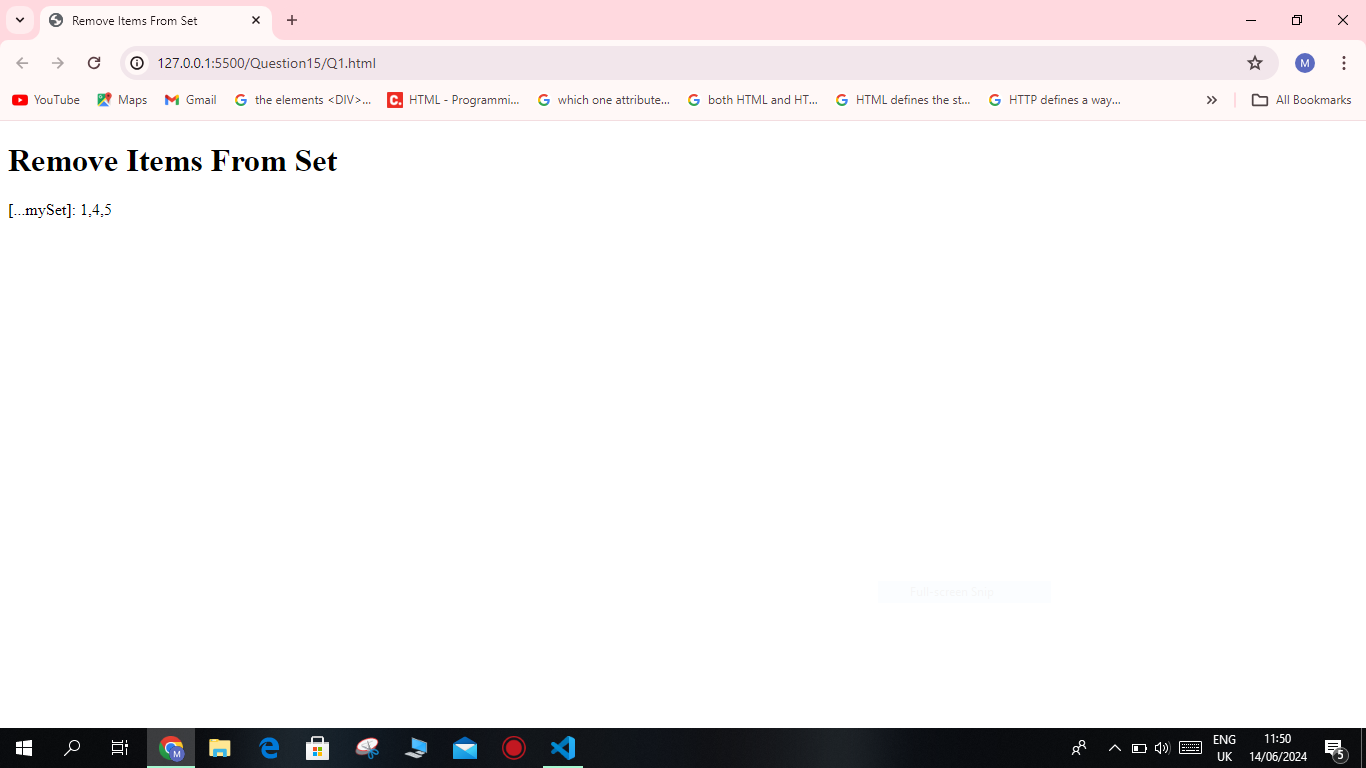 Remove Items From Set
127.0.0.1:5500/Question15/Q1.html
M
YouTube
Maps
Gmail
the elements <DIV>...
C.
HTML - Programmi...
which one attribute...
both HTML and HT...
HTML defines the st...
HTTP defines a way...
All Bookmarks
Remove Items From Set
[...mySet]: 1,4,5
Full-screen Snip
M
ENG
UK
11:50
14/06/2024
5